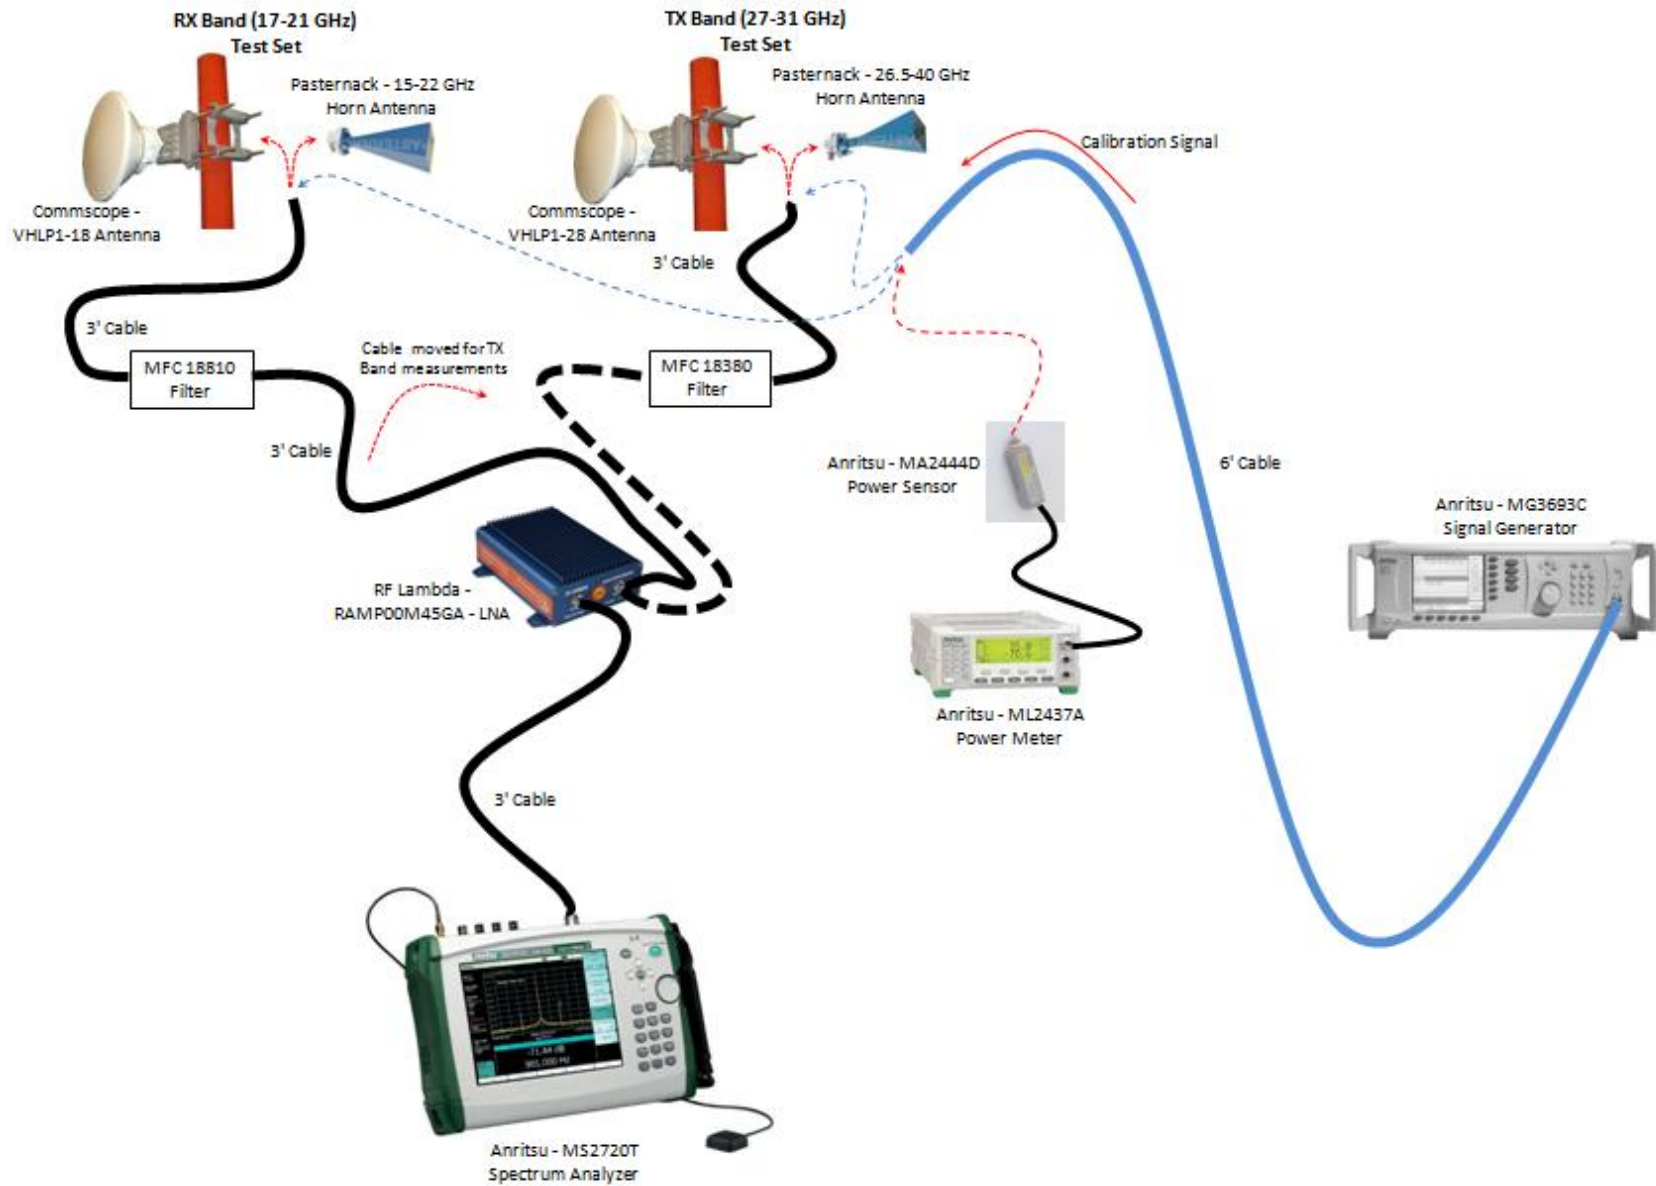 RX Band (17-21 GHz)
Test Set
TX Band (27-31 GHz)
Test Set
Pasternack - 15-22 GHz
Horn Antenna
Pasternack - 26.5-40 GHz
Horn Antenna
Calibration Signal
Commscope -
VHLP1-18 Antenna
Commscope -
VHLP1-28 Antenna
3' Cable
3' Cable
Cable moved for TX
Band measurements
MFC 18810
Filter
MFC 18380
Filter
3' Cable
Anritsu - MA2444D
Power Sensor
6' Cable
Anritsu - MG3693C
Signal Generator
RF Lambda -
RAMP00M45GA - LNA
Anritsu - ML2437A
Power Meter
3' Cable
Anritsu - MS2720T
Spectrum Analyzer